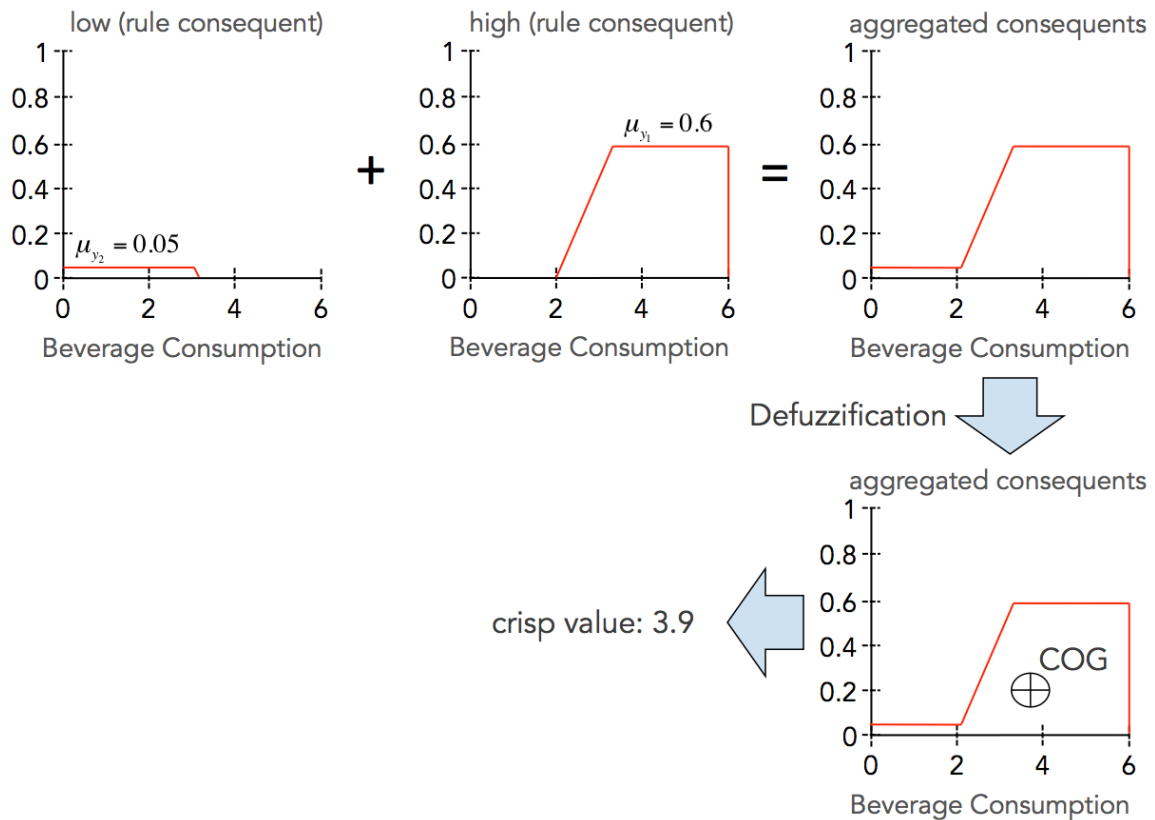 low (rule consequent)
1
0.8
0.6
0.4
0.2
0
μy₂ = 0.05
0 2 4 6
Beverage Consumption
+
high (rule consequent)
1
0.8
0.6
0.4
0.2
0
μy₁ = 0.6
0 2 4 6
Beverage Consumption
=
aggregated consequents
1
0.8
0.6
0.4
0.2
0
0 2 4 6
Beverage Consumption
Defuzzification
aggregated consequents
1
0.8
0.6
0.4
0.2
0
COG
0 2 4 6
Beverage Consumption
crisp value: 3.9